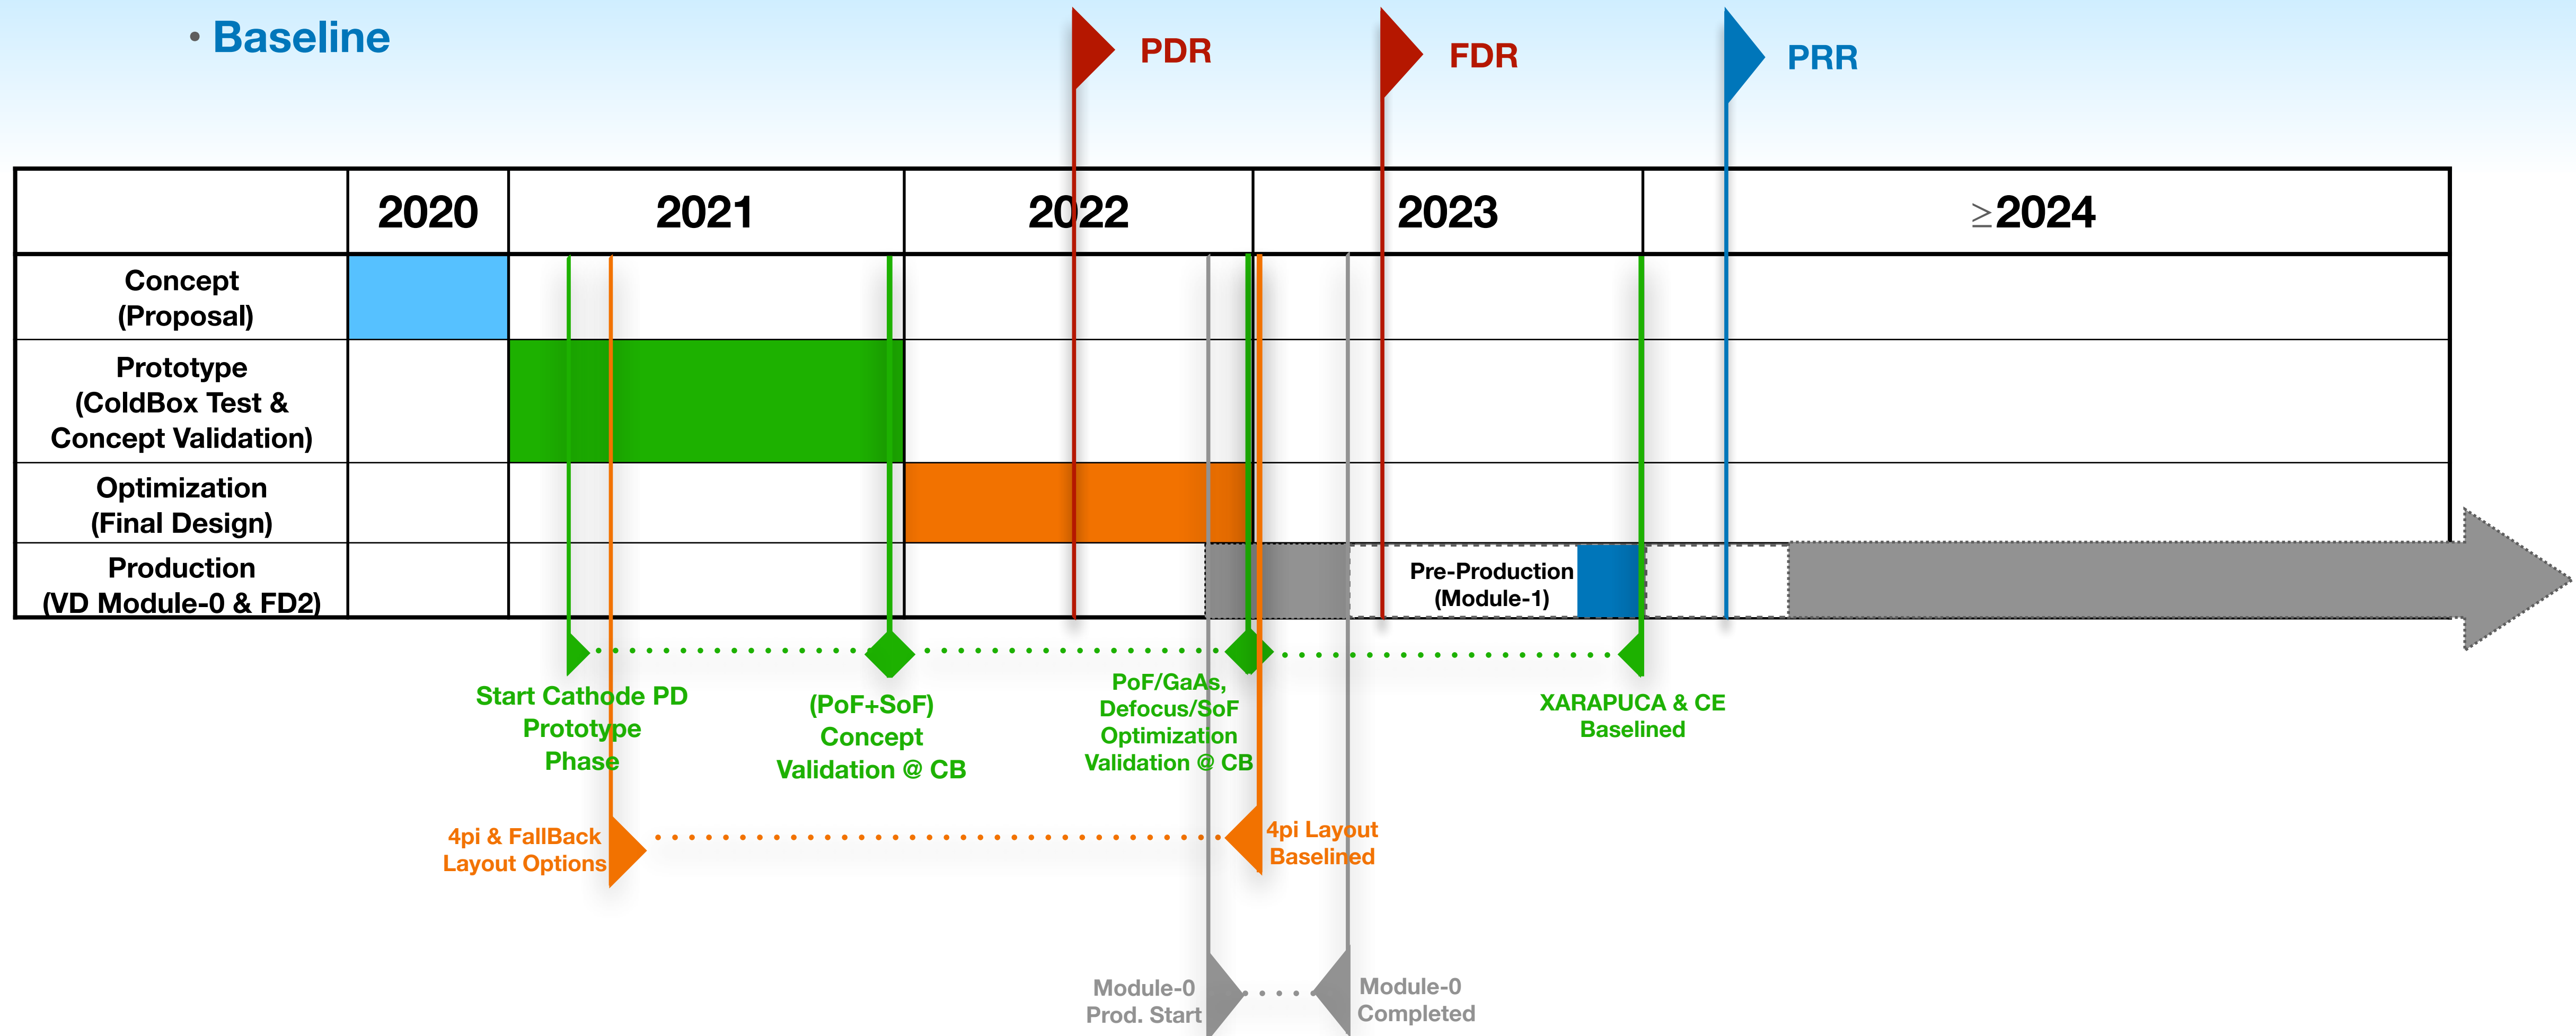 • Baseline
PDR
FDR
PRR
2020
2021
2022
2023
≥2024
Concept
(Proposal)
Prototype
(ColdBox Test &
Concept Validation)
Optimization
(Final Design)
Production
(VD Module-0 & FD2)
Pre-Production
(Module-1)
Start Cathode PD
Prototype
Phase
(PoF+SoF)
Concept
Validation @ CB
PoF/GaAs,
Defocus/SoF
Optimization
Validation @ CB
XARAPUCA & CE
Baselined
4pi & FallBack
Layout Options
4pi Layout
Baselined
Module-0
Prod. Start
Module-0
Completed